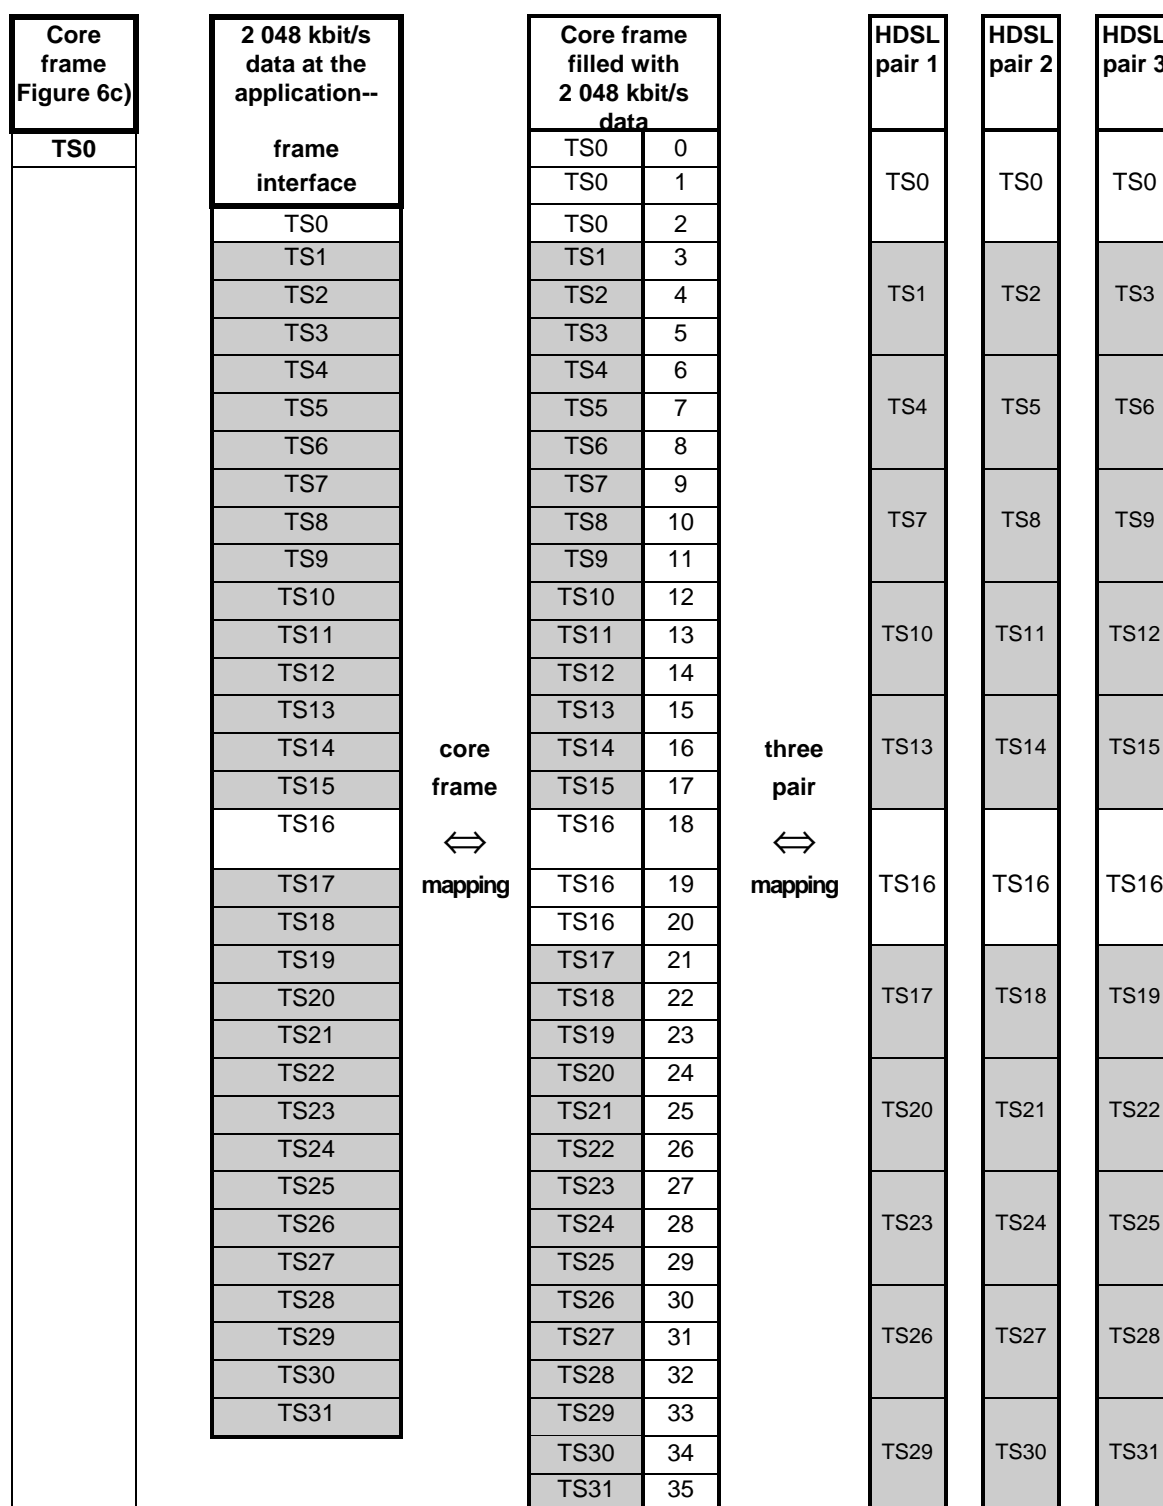 Core 2 048 kbit/s Core frame HDSL HDSL HDSL
frame data at the filled with pair 1 pair 2 pair 3
Figure 6c) application-- 2 048 kbit/s
data
TS0 frame TS0 0
interface TS0 1 TS0 TS0 TS0
TS0 TS0 2
TS1 TS1 3
TS2 TS2 4 TS1 TS2 TS3
TS3 TS3 5
TS4 TS4 6
TS5 TS5 7 TS4 TS5 TS6
TS6 TS6 8
TS7 TS7 9
TS8 TS8 10 TS7 TS8 TS9
TS9 TS9 11
TS10 TS10 12
TS11 TS11 13 TS10 TS11 TS12
TS12 TS12 14
TS13 TS13 15
TS14 core TS14 16 three TS13 TS14 TS15
TS15 frame TS15 17 pair
TS16 ⇔ TS16 18 ⇔
TS17 mapping TS16 19 mapping TS16 TS16 TS16
TS18 TS16 20
TS19 TS17 21
TS20 TS18 22 TS17 TS18 TS19
TS21 TS19 23
TS22 TS20 24
TS23 TS21 25 TS20 TS21 TS22
TS24 TS22 26
TS25 TS23 27
TS26 TS24 28 TS23 TS24 TS25
TS27 TS25 29
TS28 TS26 30
TS29 TS27 31 TS26 TS27 TS28
TS30 TS28 32
TS31 TS29 33
TS30 34 TS29 TS30 TS31
TS31 35